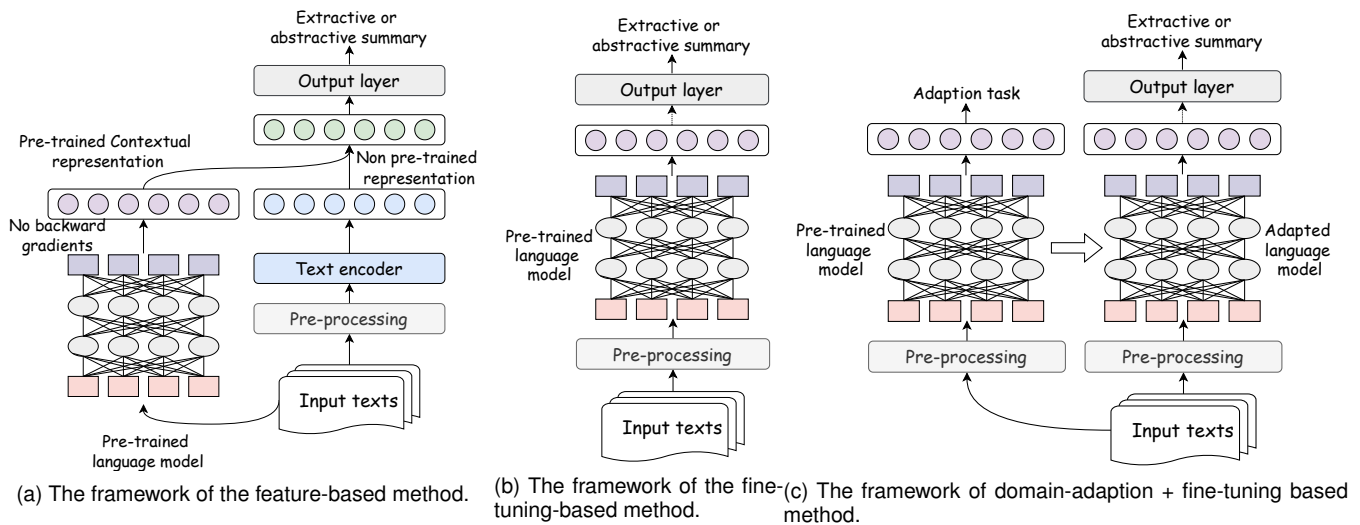 Extractive or
abstractive summary
Output layer
Pre-trained Contextual
representation
Non pre-trained
representation
No backward
gradients
Text encoder
Pre-processing
Input texts
Pre-trained
language model
(a) The framework of the feature-based method.
Extractive or
abstractive summary
Output layer
Pre-trained
language
model
Pre-processing
Input texts
(b) The framework of the fine-
tuning-based method.
Adaption task
Pre-trained
language
model
Pre-processing
Extractive or
abstractive summary
Output layer
Adapted
language
model
Pre-processing
Input texts
(c) The framework of domain-adaption + fine-tuning based
method.